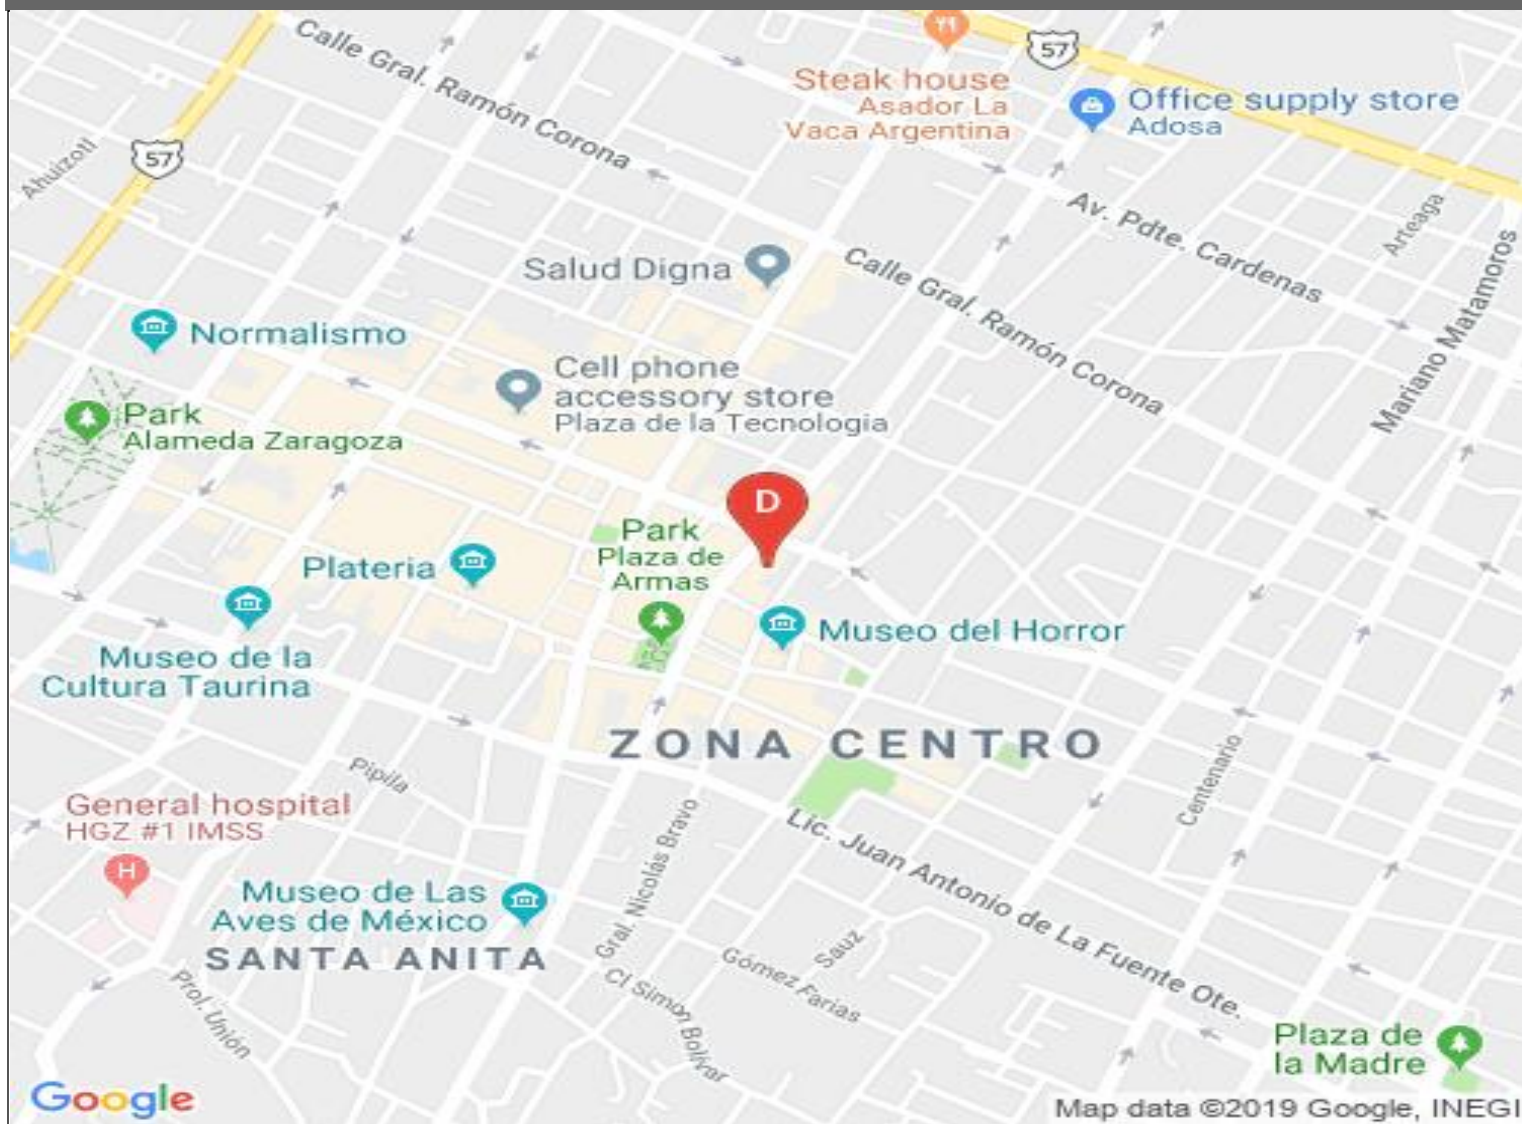 Calle Gral. Ramón Corona
57
Steak house
Asador La
Vaca Argentina
Office supply store
Adosa
57
Ahuizotl
Av. Pdte. Cardenas
Arteaga
Mariano Matamoros
Salud Digna
Calle Gral. Ramón Corona
Normalismo
Cell phone
accessory store
Plaza de la Tecnologia
Park
Alameda Zaragoza
D
Park
Plaza de
Armas
Plateria
Museo del Horror
Museo de la
Cultura Taurina
ZONA CENTRO
Pipila
Centenario
General hospital
HGZ #1 IMSS
H
Gral. Nicolás Bravo
Lic. Juan Antonio de La Fuente Ote.
Museo de Las
Aves de México
SANTA ANITA
Sauz
Gómez Farias
Cl Simon Bolívar
Prol. Unión
Plaza de
la Madre
Google
Map data ©2019 Google, INEGI